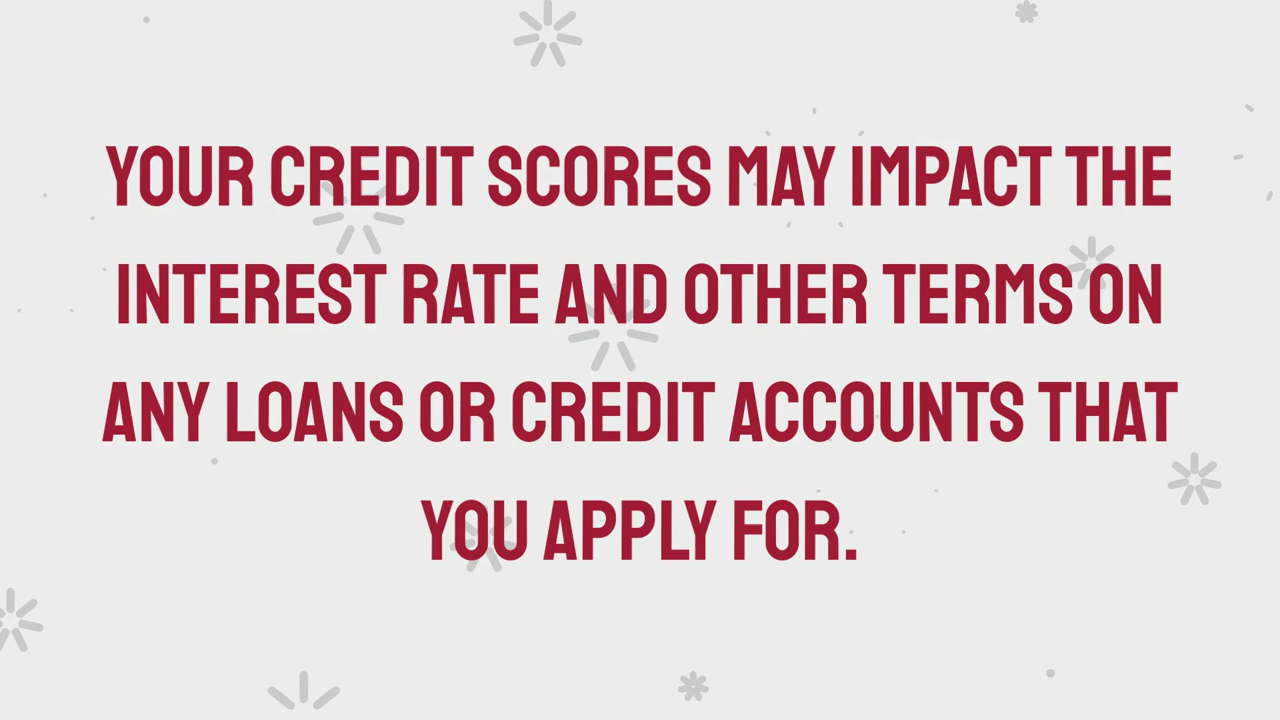 YOUR CREDIT SCORES MAY IMPACT THE
INTEREST RATE AND OTHER TERMS ON
ANY LOANS OR CREDIT ACCOUNTS THAT
YOU APPLY FOR.